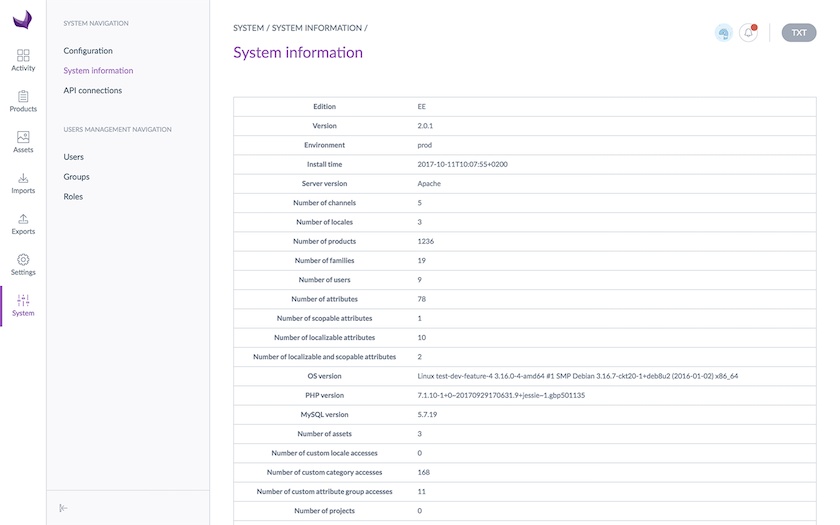 SYSTEM / SYSTEM INFORMATION /
System information
TXT
Activity
Products
Assets
Imports
Exports
Settings
System
SYSTEM NAVIGATION
Configuration
System information
API connections
USERS MANAGEMENT NAVIGATION
Users
Groups
Roles
Edition EE
Version 2.0.1
Environment prod
Install time 2017-10-11T10:07:55+0200
Server version Apache
Number of channels 5
Number of locales 3
Number of products 1236
Number of families 19
Number of users 9
Number of attributes 78
Number of scopable attributes 1
Number of localizable attributes 10
Number of localizable and scopable attributes 2
OS version Linux test-dev-feature-4 3.16.0-4-amd64 #1 SMP Debian 3.16.7-ckt20-1+deb8u2 (2016-01-02) x86_64
PHP version 7.1.10-1+0~20170929170631.9+jessie~1.gbp501135
MySQL version 5.7.19
Number of assets 3
Number of custom locale accesses 0
Number of custom category accesses 168
Number of custom attribute group accesses 11
Number of projects 0